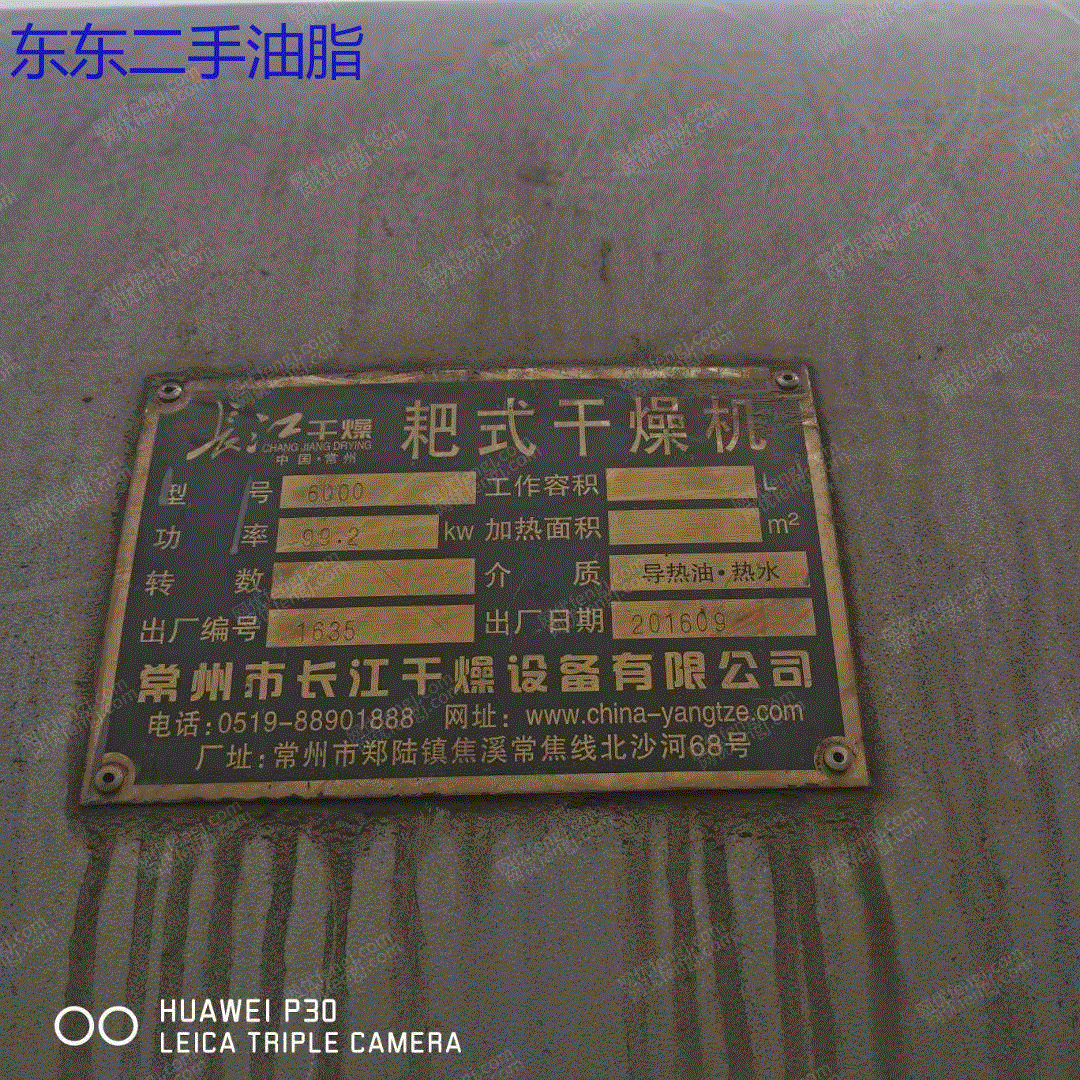 东东二手油脂
长江干燥 耙式干燥机
CHANG JIANG DRYING
中国·常州
型号 6000 工作容积 L
功率 99.2 kw 加热面积 m²
转数 介质 导热油·热水
出厂编号 1635 出厂日期 201609
常州市长江干燥设备有限公司
电话:0519-88901888 网址: www.china-yangtze.com
厂址:常州市郑陆镇焦溪常焦线北沙河68号
HUAWEI P30
LEICA TRIPLE CAMERA